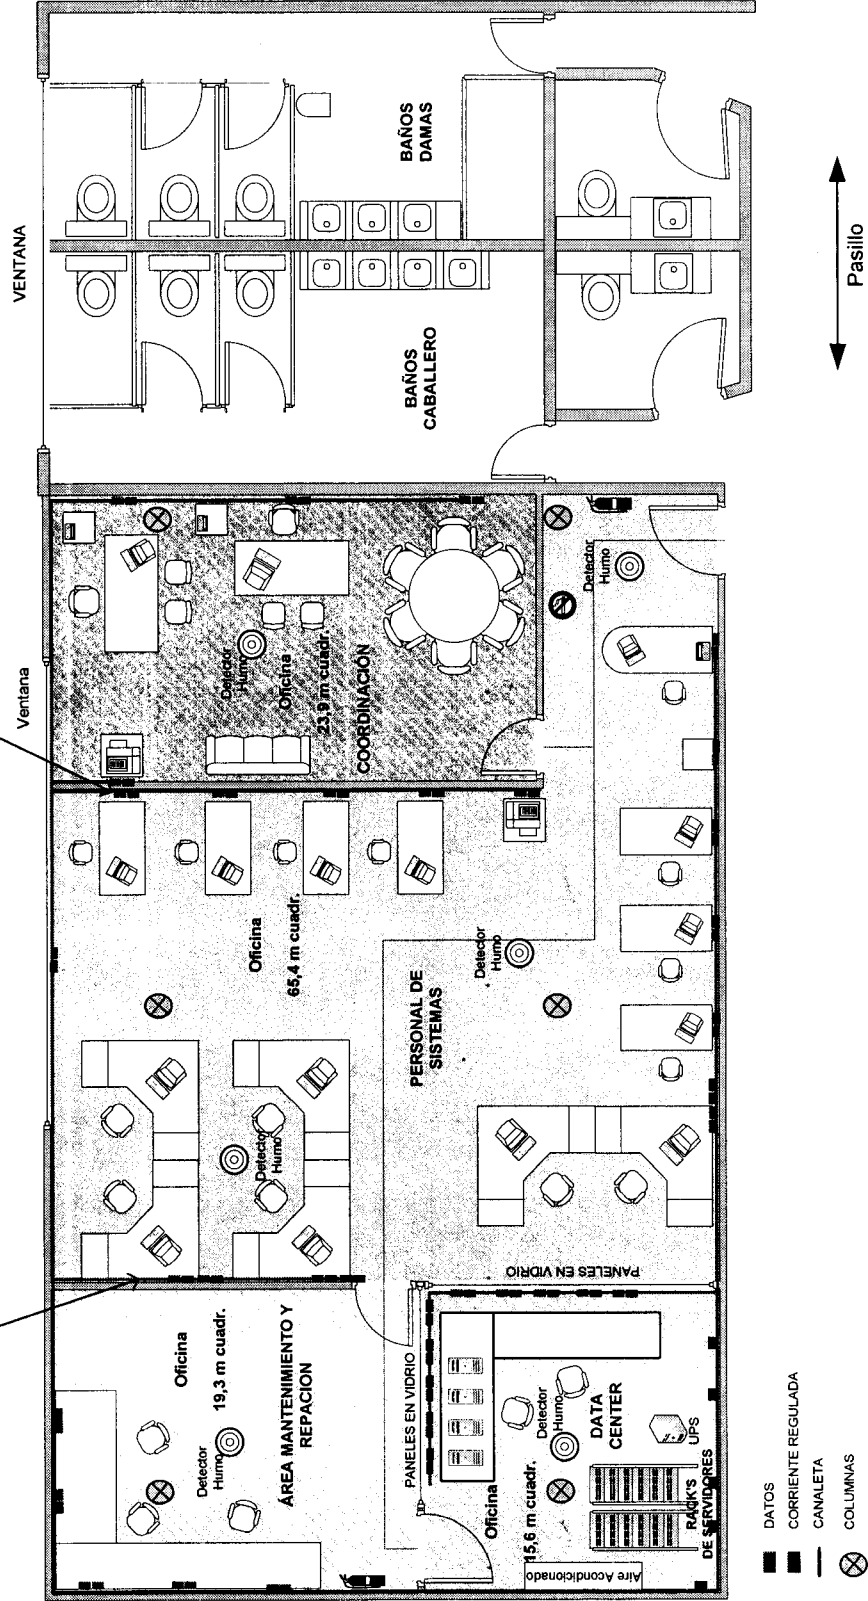 VENTANA
BAÑOS
DAMAS
BAÑOS
CABALLERO
Pasillo
Ventana
Detector
Humo
Oficina
23,9 m cuadr.
COORDINACIÓN
Detector
Humo
Oficina
65,4 m cuadr.
Detector
Humo
PERSONAL DE
SISTEMAS
Detector
Humo
PANELES EN VIDRIO
Oficina
19,3 m cuadr.
ÁREA MANTENIMIENTO Y
REPACION
Detector
Humo
PANELES EN VIDRIO
Oficina
15,6 m cuadr.
Detector
Humo
DATA
CENTER
UPS
RACK'S
DE SERVIDORES
Aire Acondicionado
DATOS
CORRIENTE REGULADA
CANALETA
COLUMNAS